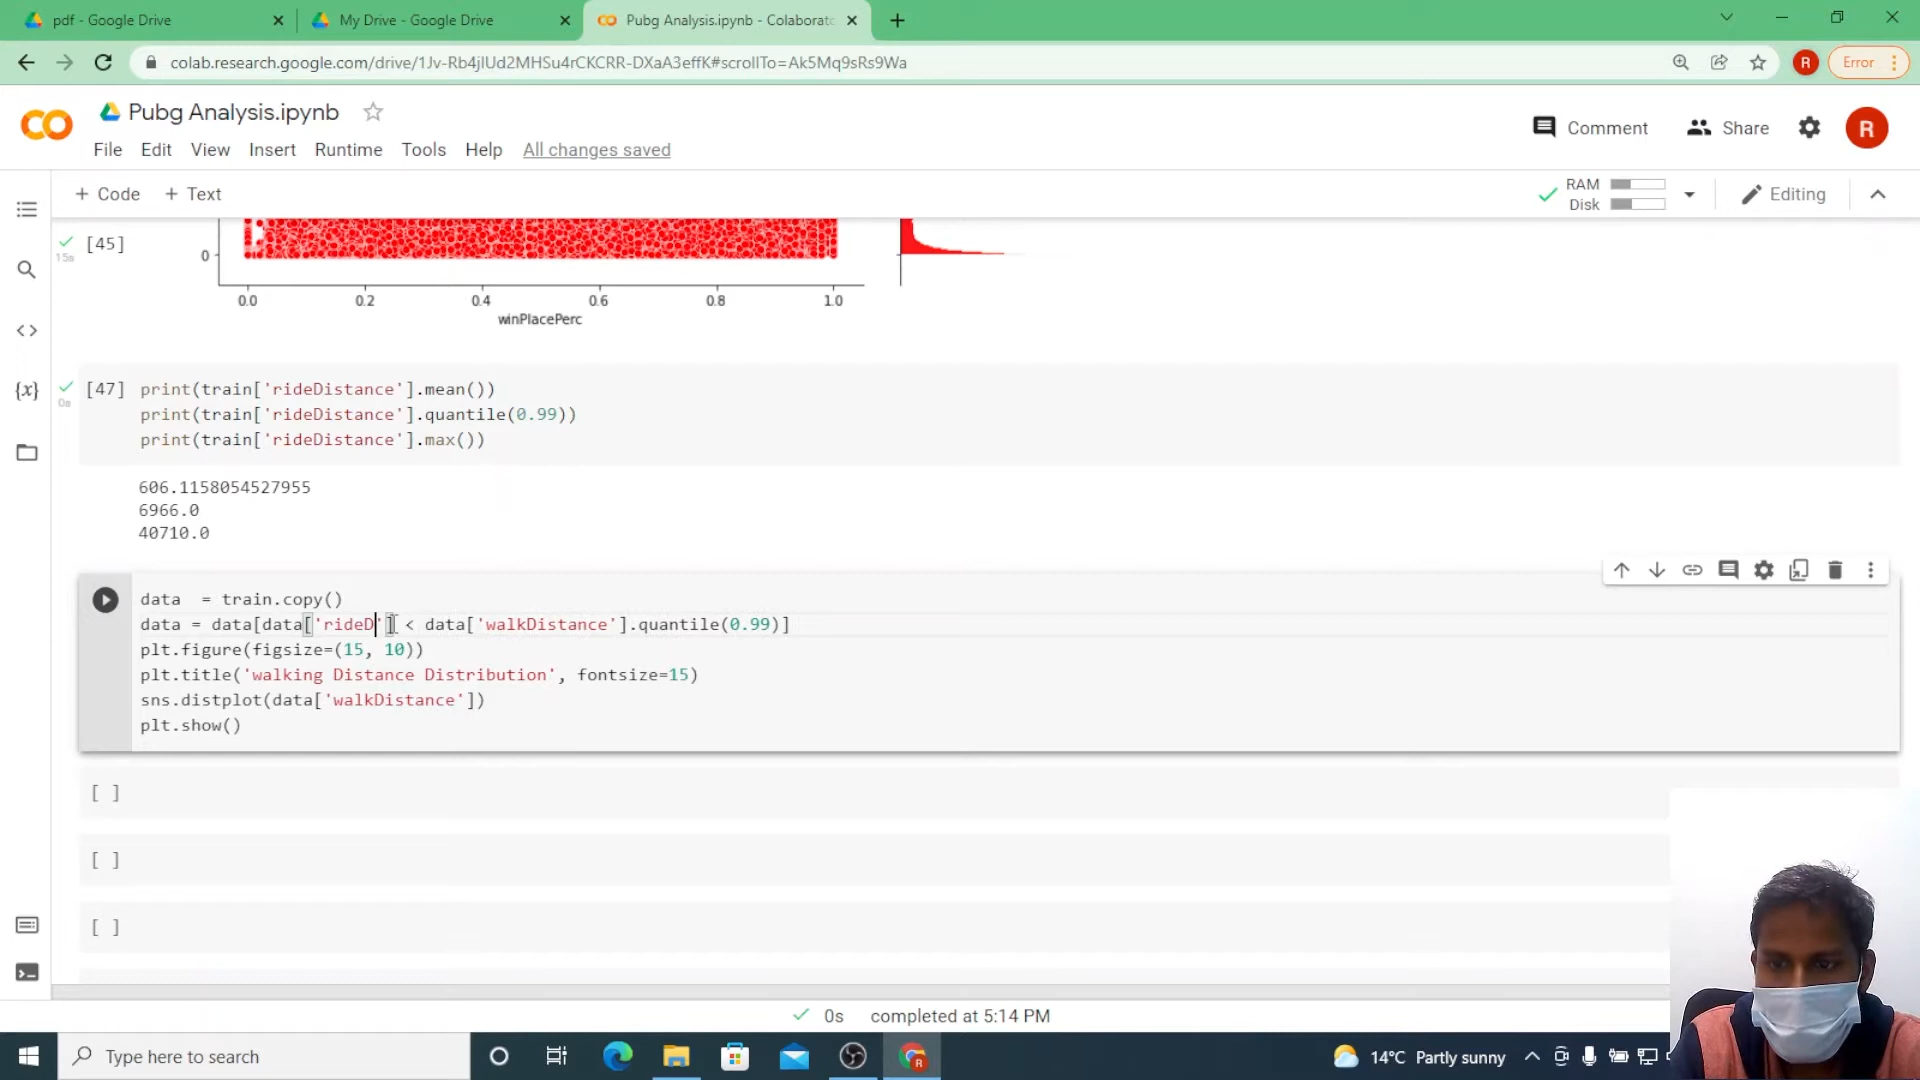 pdf - Google Drive
My Drive - Google Drive
Pubg Analysis.ipynb - Colaborato
colab.research.google.com/drive/1Jv-Rb4jlUd2MHSu4rCKCRR-DXaA3effK#scrollTo=Ak5Mq9sRs9Wa
R
Error
Pubg Analysis.ipynb
File Edit View Insert Runtime Tools Help All changes saved
Comment Share R
+ Code + Text
RAM
Disk
Editing
[45]
15s
0
0.0 0.2 0.4 0.6 0.8 1.0
winPlacePerc
[47] print(train['rideDistance'].mean())
0s
print(train['rideDistance'].quantile(0.99))
print(train['rideDistance'].max())
606.1158054527955
6966.0
40710.0
data  = train.copy()
data = data[data['rideD'] < data['walkDistance'].quantile(0.99)]
plt.figure(figsize=(15, 10))
plt.title('walking Distance Distribution', fontsize=15)
sns.distplot(data['walkDistance'])
plt.show()
[ ]
[ ]
[ ]
0s completed at 5:14 PM
Type here to search
14°C Partly sunny